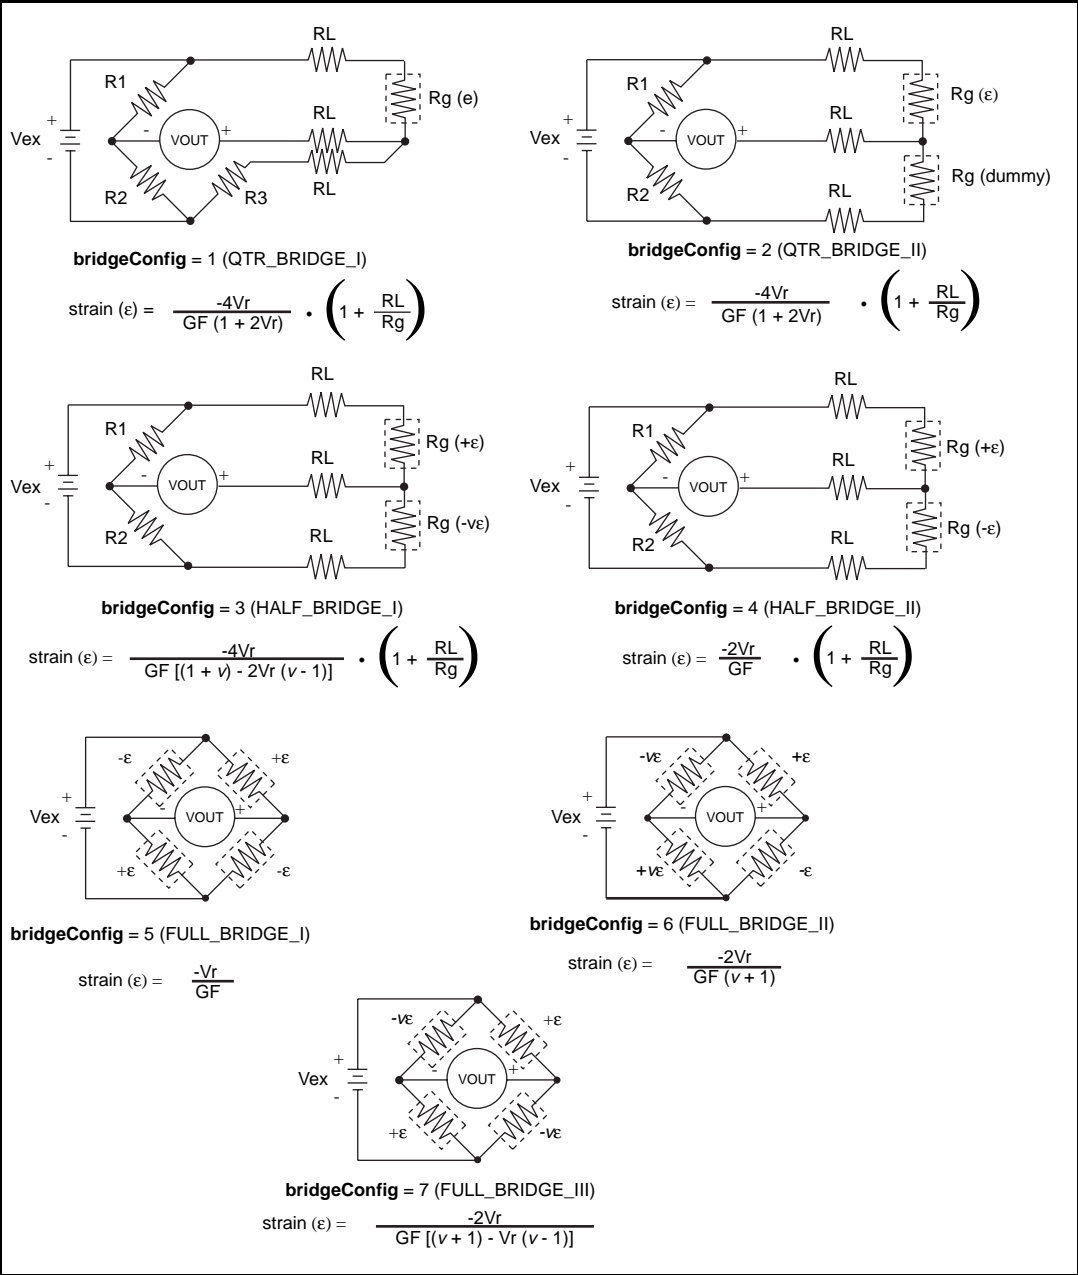 RL
R1
Rg (e)
+
Vex
-
-
VOUT
+
RL
R2
R3
RL
bridgeConfig = 1 (QTR_BRIDGE_I)
strain (ε) = -4Vr / GF (1 + 2Vr) · (1 + RL / Rg)
RL
R1
Rg (ε)
+
Vex
-
-
VOUT
+
RL
R2
Rg (dummy)
RL
bridgeConfig = 2 (QTR_BRIDGE_II)
strain (ε) = -4Vr / GF (1 + 2Vr) · (1 + RL / Rg)
RL
R1
Rg (+ε)
+
Vex
-
-
VOUT
+
RL
R2
Rg (-vε)
RL
bridgeConfig = 3 (HALF_BRIDGE_I)
strain (ε) = -4Vr / GF [(1 + v) - 2Vr (v - 1)] · (1 + RL / Rg)
RL
R1
Rg (+ε)
+
Vex
-
-
VOUT
+
RL
R2
Rg (-ε)
RL
bridgeConfig = 4 (HALF_BRIDGE_II)
strain (ε) = -2Vr / GF · (1 + RL / Rg)
-ε
+ε
+
Vex
-
-
VOUT
+
+ε
-ε
bridgeConfig = 5 (FULL_BRIDGE_I)
strain (ε) = -Vr / GF
-vε
+ε
+
Vex
-
-
VOUT
+
+vε
-ε
bridgeConfig = 6 (FULL_BRIDGE_II)
strain (ε) = -2Vr / GF (v + 1)
-vε
+ε
+
Vex
-
-
VOUT
+
+ε
-vε
bridgeConfig = 7 (FULL_BRIDGE_III)
strain (ε) = -2Vr / GF [(v + 1) - Vr (v - 1)]